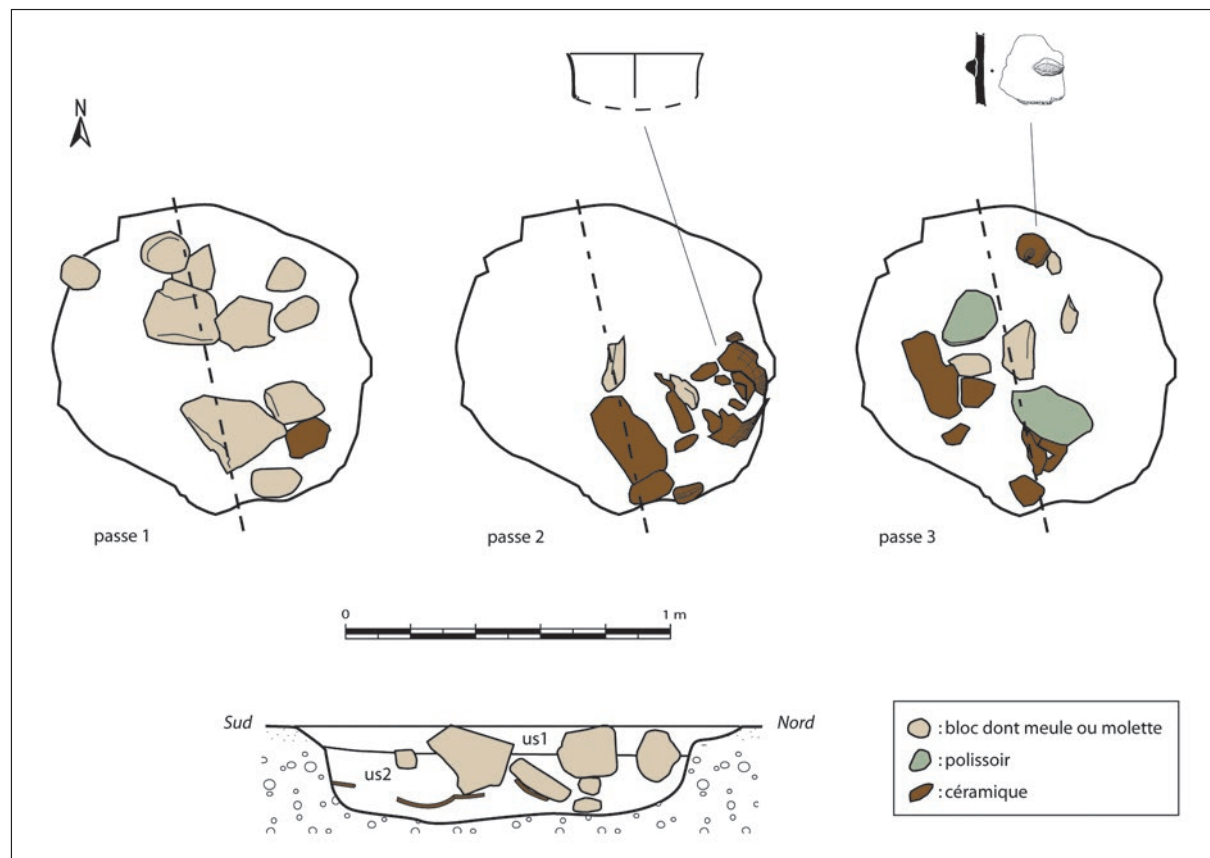 N
passe 1
passe 2
passe 3
0
1 m
Sud
Nord
us1
us2
: bloc dont meule ou molette
: polissoir
: céramique